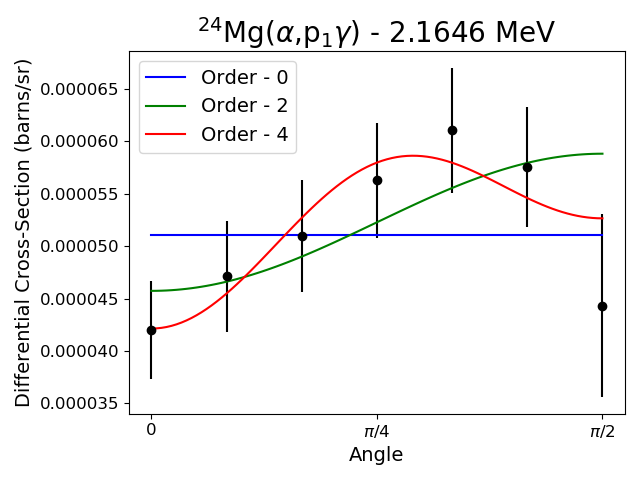 ²⁴Mg(α,p₁γ) - 2.1646 MeV
Differential Cross-Section (barns/sr)
0.000065
0.000060
0.000055
0.000050
0.000045
0.000040
0.000035
Order - 0
Order - 2
Order - 4
0
π/4
π/2
Angle